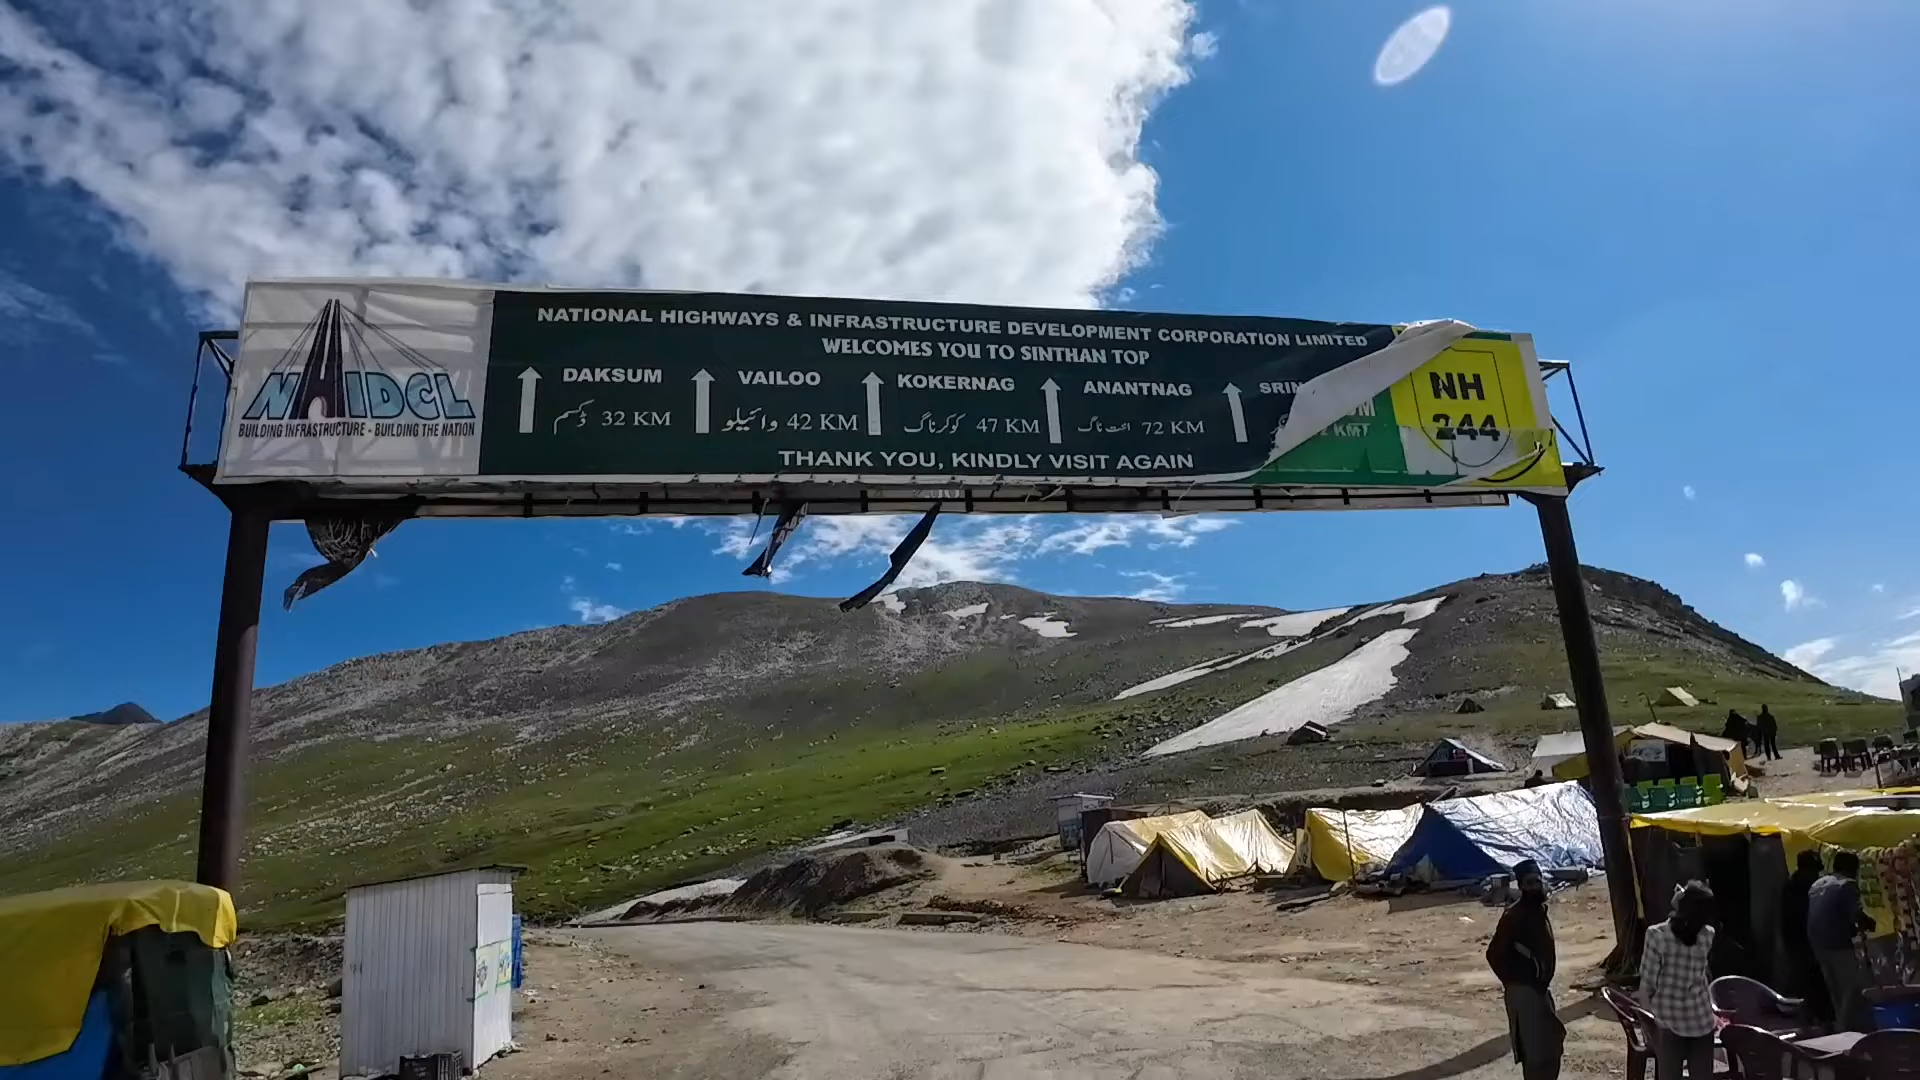 NATIONAL HIGHWAYS & INFRASTRUCTURE DEVELOPMENT CORPORATION LIMITED
WELCOMES YOU TO SINTHAN TOP
NHIDCL
BUILDING INFRASTRUCTURE - BUILDING THE NATION
DAKSUM
ڈکسم 32 KM
VAILOO
وائیلو 42 KM
KOKERNAG
کوکرناگ 47 KM
ANANTNAG
اننت ناگ 72 KM
SRIN
THANK YOU, KINDLY VISIT AGAIN
NH
244